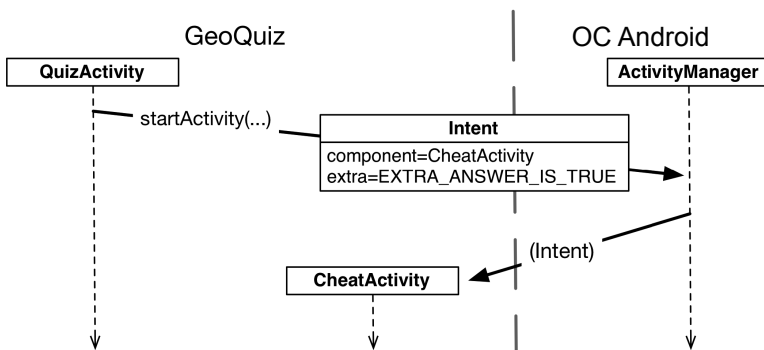 GeoQuiz
OC Android
QuizActivity
ActivityManager
startActivity(...)
Intent
component=CheatActivity
extra=EXTRA_ANSWER_IS_TRUE
(Intent)
CheatActivity